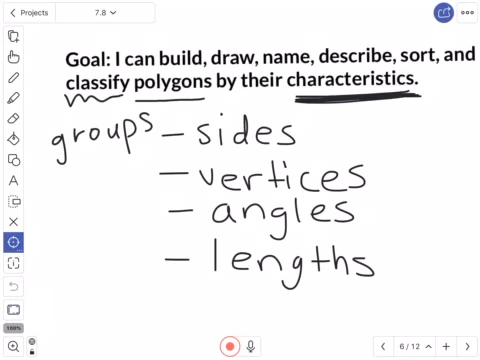 Projects
7.8
Goal: I can build, draw, name, describe, sort, and
classify polygons by their characteristics.
groups - sides
- vertices
- angles
- lengths
A
100%
6 / 12